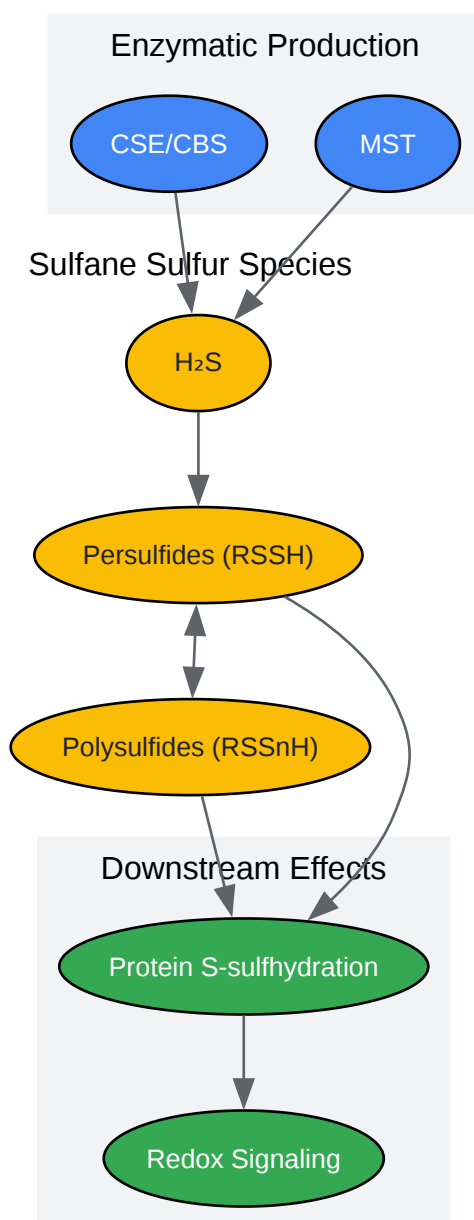 Enzymatic Production
CSE/CBS
MST
Sulfane Sulfur Species
H₂S
Persulfides (RSSH)
Polysulfides (RSSnH)
Downstream Effects
Protein S-sulfhydration
Redox Signaling